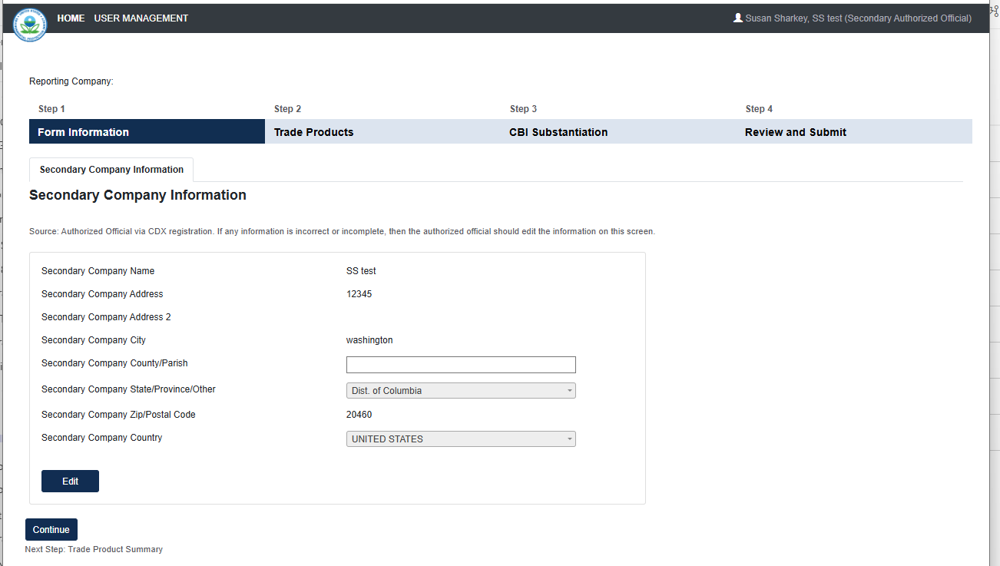 HOME USER MANAGEMENT Susan Sharkey, SS test (Secondary Authorized Official)
Reporting Company:
Step 1 Step 2 Step 3 Step 4
Form Information Trade Products CBI Substantiation Review and Submit
Secondary Company Information
Secondary Company Information
Source: Authorized Official via CDX registration. If any information is incorrect or incomplete, then the authorized official should edit the information on this screen.
Secondary Company Name SS test
Secondary Company Address 12345
Secondary Company Address 2
Secondary Company City washington
Secondary Company County/Parish
Secondary Company State/Province/Other Dist. of Columbia
Secondary Company Zip/Postal Code 20460
Secondary Company Country UNITED STATES
Edit
Continue
Next Step: Trade Product Summary